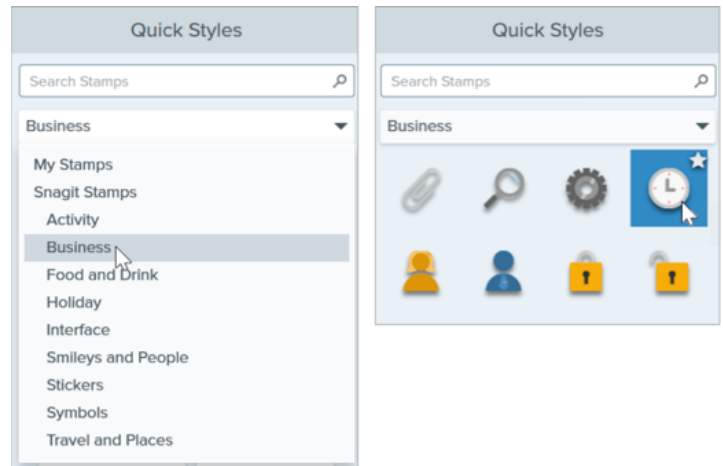 Quick Styles
Search Stamps
Business
My Stamps
Snagit Stamps
Activity
Business
Food and Drink
Holiday
Interface
Smileys and People
Stickers
Symbols
Travel and Places
Quick Styles
Search Stamps
Business